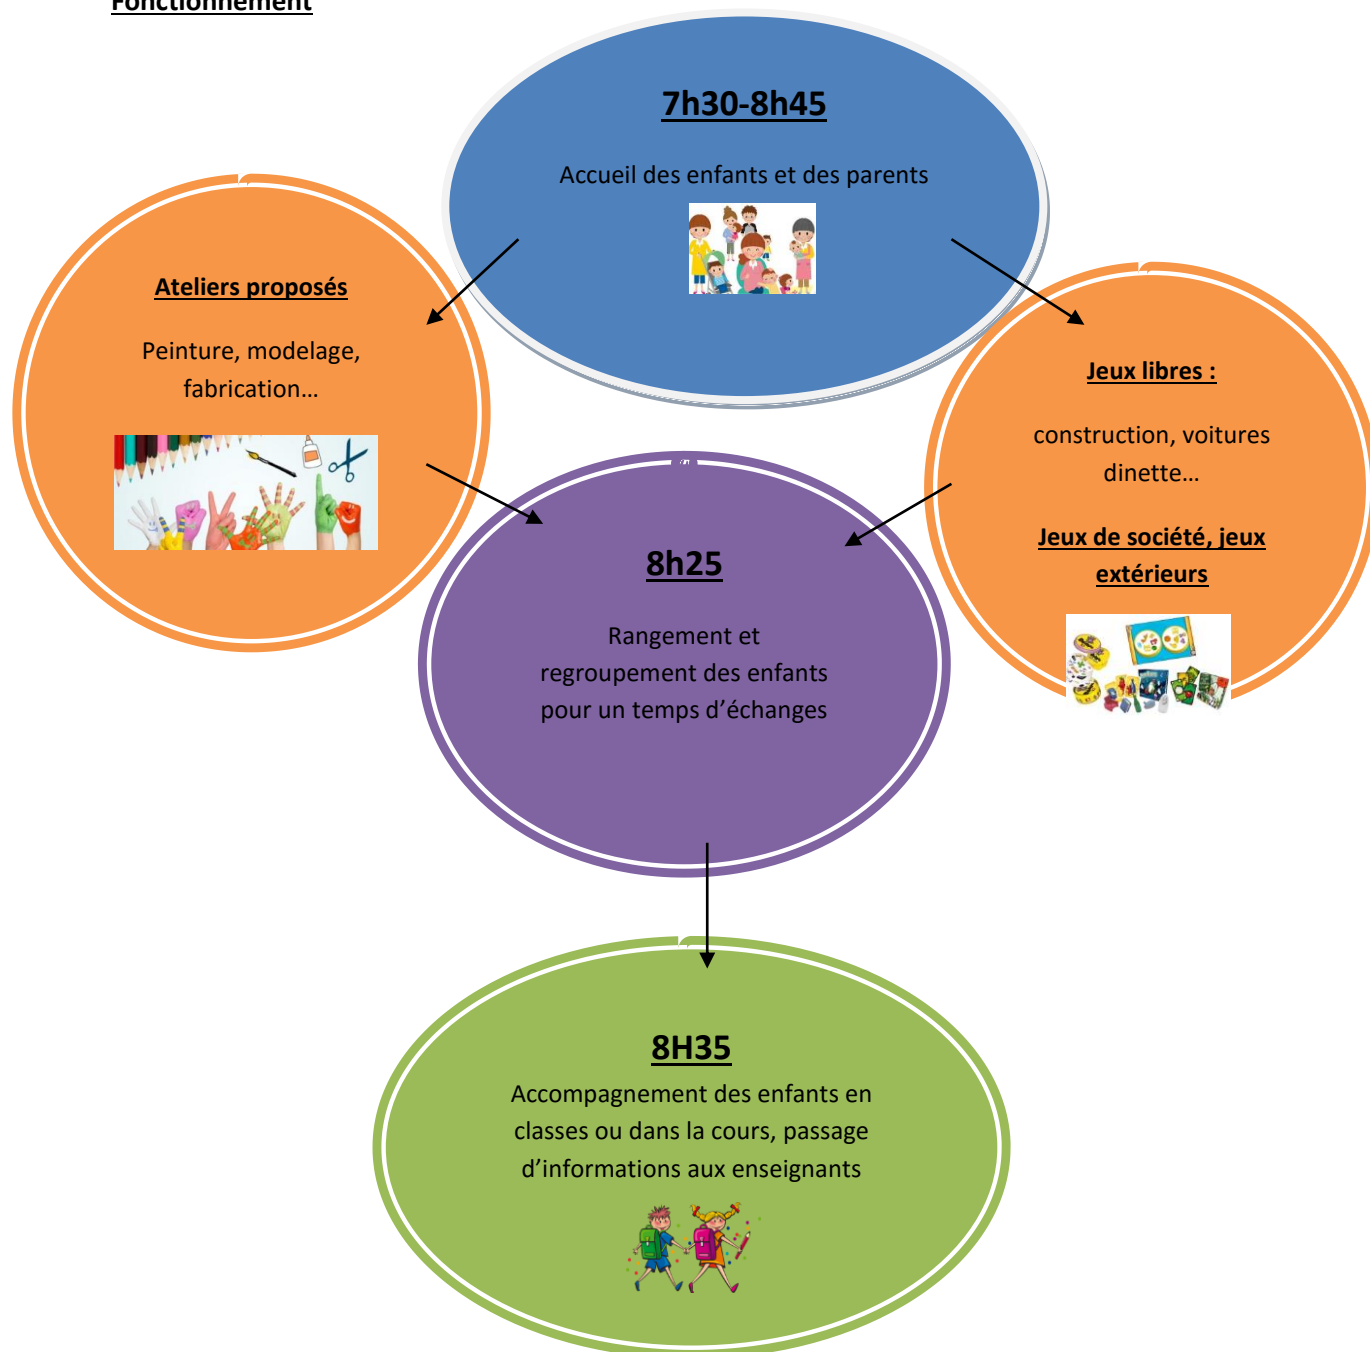 Fonctionnement
7h30-8h45
Accueil des enfants et des parents
Ateliers proposés
Peinture, modelage,
fabrication…
Jeux libres :
construction, voitures
dinette…
Jeux de société, jeux
extérieurs
8h25
Rangement et
regroupement des enfants
pour un temps d’échanges
8H35
Accompagnement des enfants en
classes ou dans la cours, passage
d’informations aux enseignants